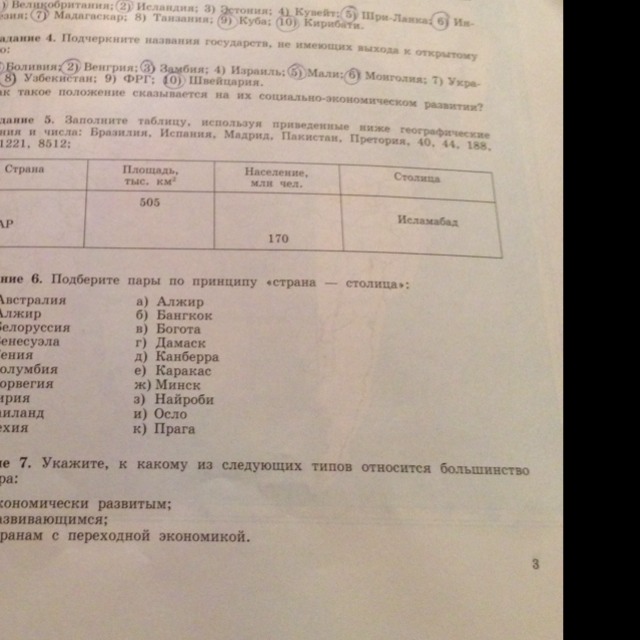 1) Великобритания; 2) Исландия; 3) Эстония; 4) Кувейт; 5) Шри-Ланка; 6) Ин-
зия; 7) Мадагаскар; 8) Танзания; 9) Куба; 10) Кирибати.
адание 4. Подчеркните названия государств, не имеющих выхода к открытому
о:
Боливия; 2) Венгрия; 3) Замбия; 4) Израиль; 5) Мали; 6) Монголия; 7) Укра-
8) Узбекистан; 9) ФРГ; 10) Швейцария.
ак такое положение сказывается на их социально-экономическом развитии?
дание 5. Заполните таблицу, используя приведенные ниже географические
ния и числа: Бразилия, Испания, Мадрид, Пакистан, Претория, 40, 44, 188,
1221, 8512:
Страна Площадь, тыс. км² Население, млн чел. Столица
505
АР Исламабад
170
ние 6. Подберите пары по принципу «страна — столица»:
Австралия а) Алжир
Алжир б) Бангкок
Белоруссия в) Богота
енесуэла г) Дамаск
ения д) Канберра
олумбия е) Каракас
орвегия ж) Минск
ирия з) Найроби
аиланд и) Осло
ехия к) Прага
ие 7. Укажите, к какому из следующих типов относится большинство
ра:
кономически развитым;
азвивающимся;
ранам с переходной экономикой.
3